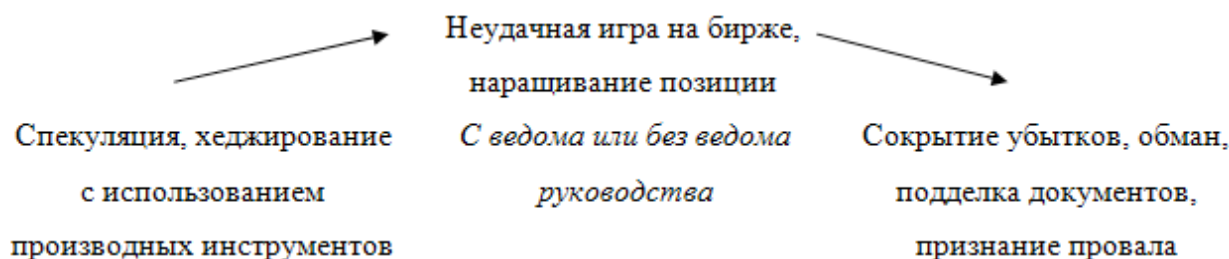 Неудачная игра на бирже,
наращивание позиции
С ведома или без ведома
руководства
Спекуляция, хеджирование
с использованием
производных инструментов
Сокрытие убытков, обман,
подделка документов,
признание провала